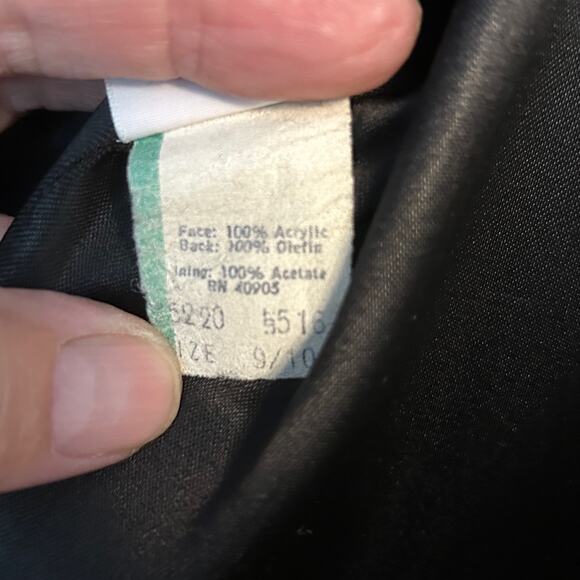 Face: 100% Acrylic
Back: 100% Olefin
ining: 100% Acetate
RN 40905
5220 5516
IZE 9/10